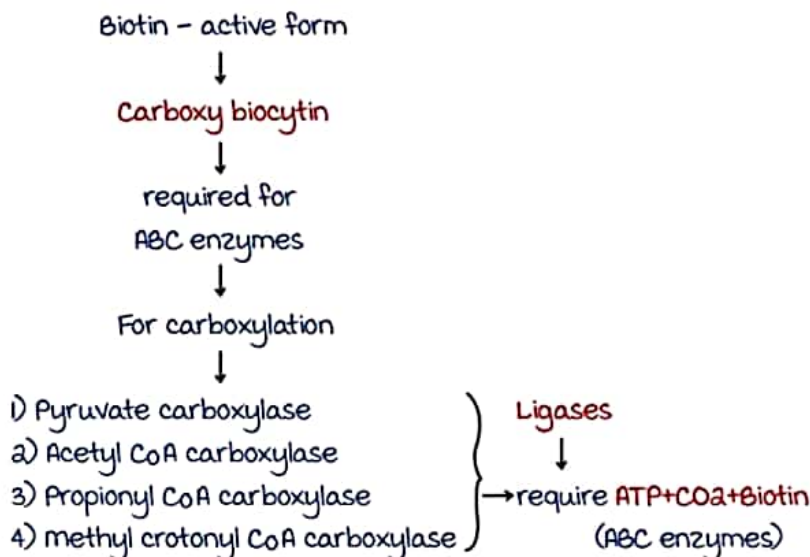 Biotin - active form
↓
Carboxy biocytin
↓
required for
ABC enzymes
↓
For carboxylation
↓
1) Pyruvate carboxylase
2) Acetyl CoA carboxylase
3) Propionyl CoA carboxylase
4) methyl crotonyl CoA carboxylase
Ligases
↓
→require ATP+CO2+Biotin
(ABC enzymes)